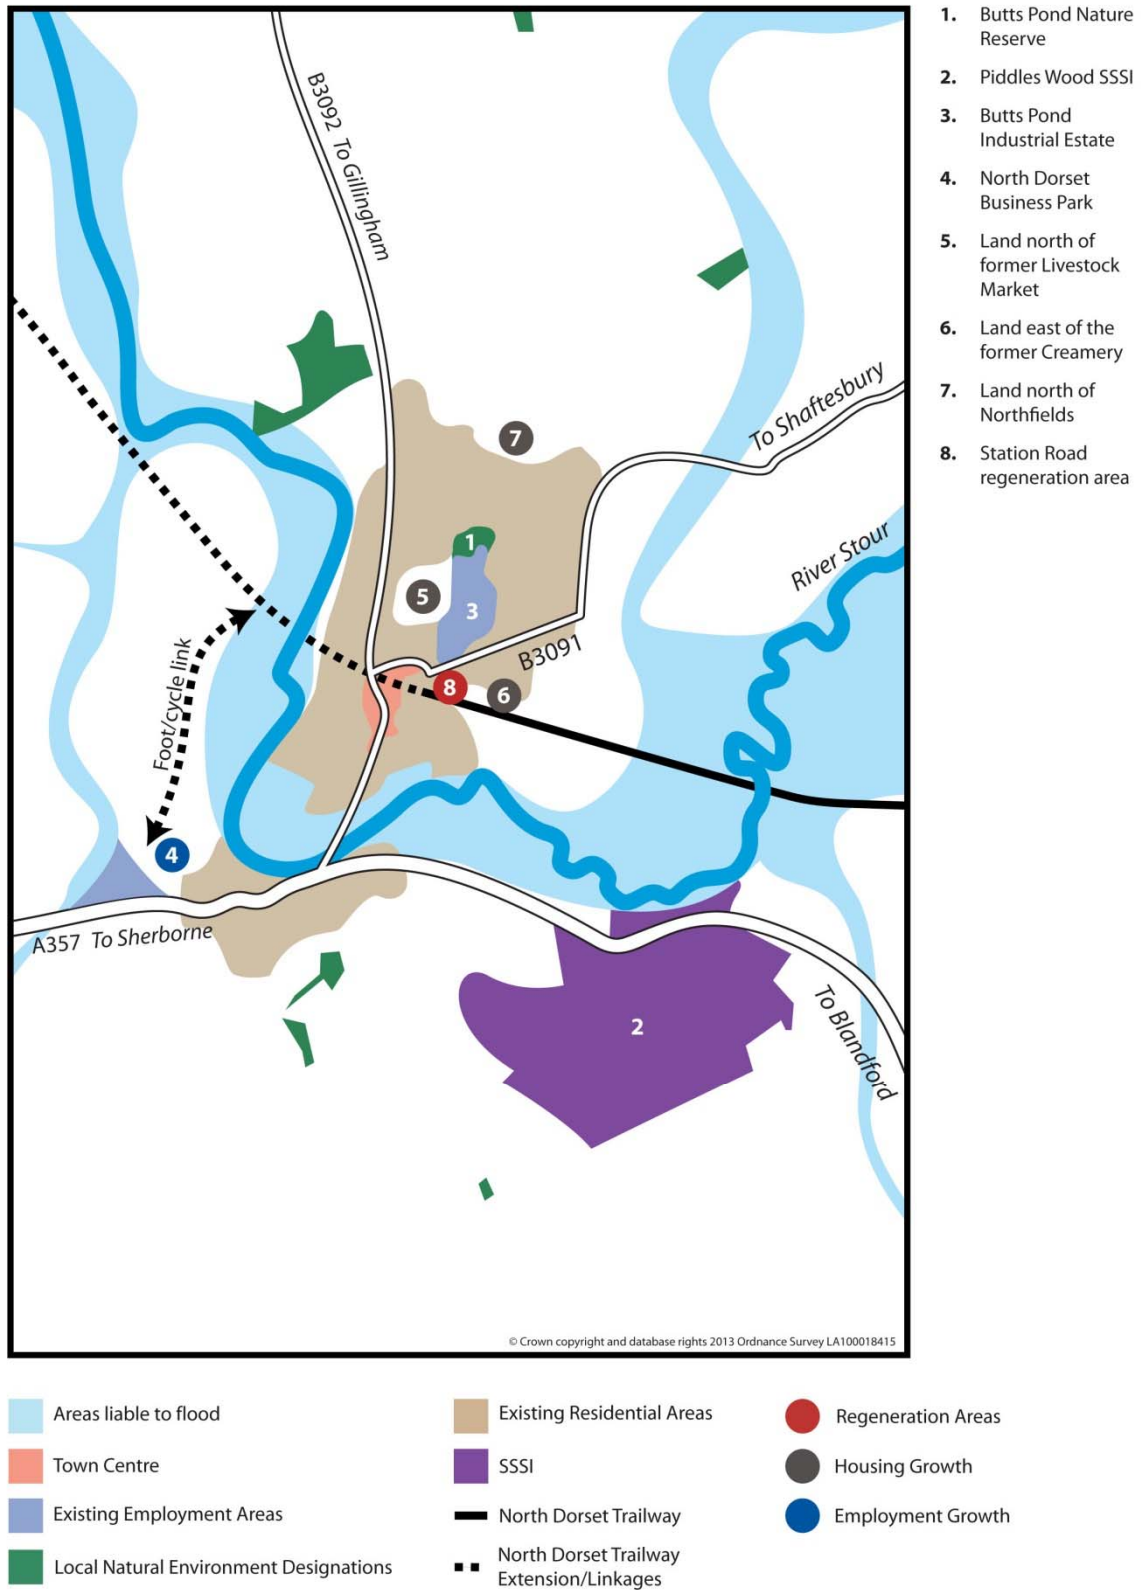 B3092 To Gillingham
To Shaftesbury
River Stour
1
7
5
3
B3091
8
6
Foot/cycle link
4
A357 To Sherborne
2
To Blandford
© Crown copyright and database rights 2013 Ordnance Survey LA100018415
1. Butts Pond Nature
Reserve
2. Piddles Wood SSSI
3. Butts Pond
Industrial Estate
4. North Dorset
Business Park
5. Land north of
former Livestock
Market
6. Land east of the
former Creamery
7. Land north of
Northfields
8. Station Road
regeneration area
Areas liable to flood
Town Centre
Existing Employment Areas
Local Natural Environment Designations
Existing Residential Areas
SSSI
North Dorset Trailway
North Dorset Trailway
Extension/Linkages
Regeneration Areas
Housing Growth
Employment Growth